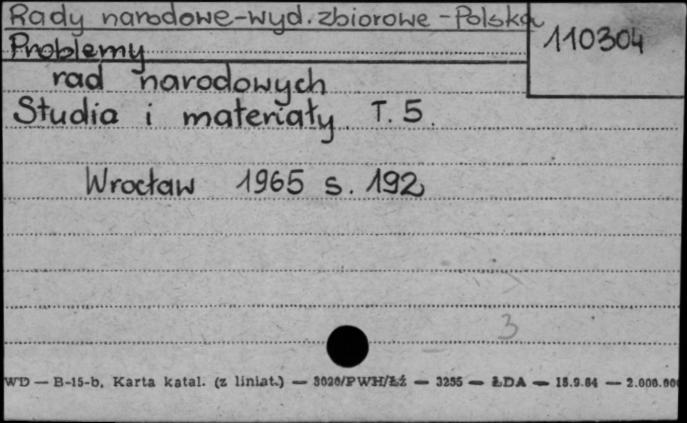 Rady narodowe-wyd. zbiorowe - Polska
110304
Problemy
rad narodowych
Studia i materiały T. 5.
Wrocław 1965 s. 192
3
WD — B-15-b, Karta katal. (z liniat.) — 3020/PWH/Łź — 3255 — ŁDA — 15.9.64 — 2.000.000